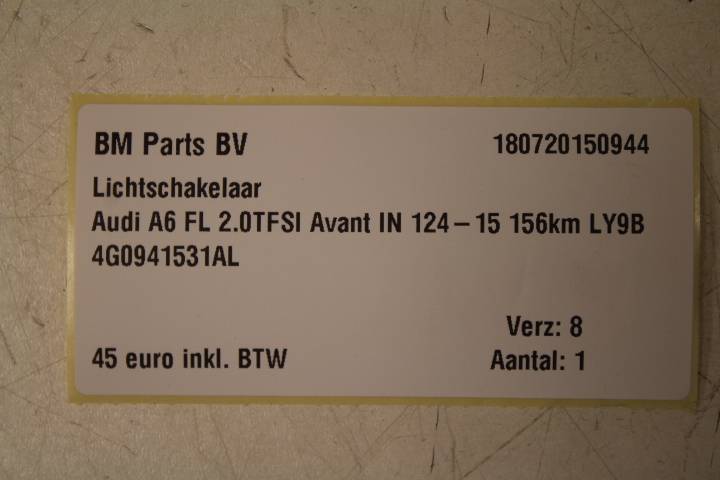 BM Parts BV 180720150944
Lichtschakelaar
Audi A6 FL 2.0TFSI Avant IN 124-15 156km LY9B
4G0941531AL
Verz: 8
45 euro inkl. BTW Aantal: 1